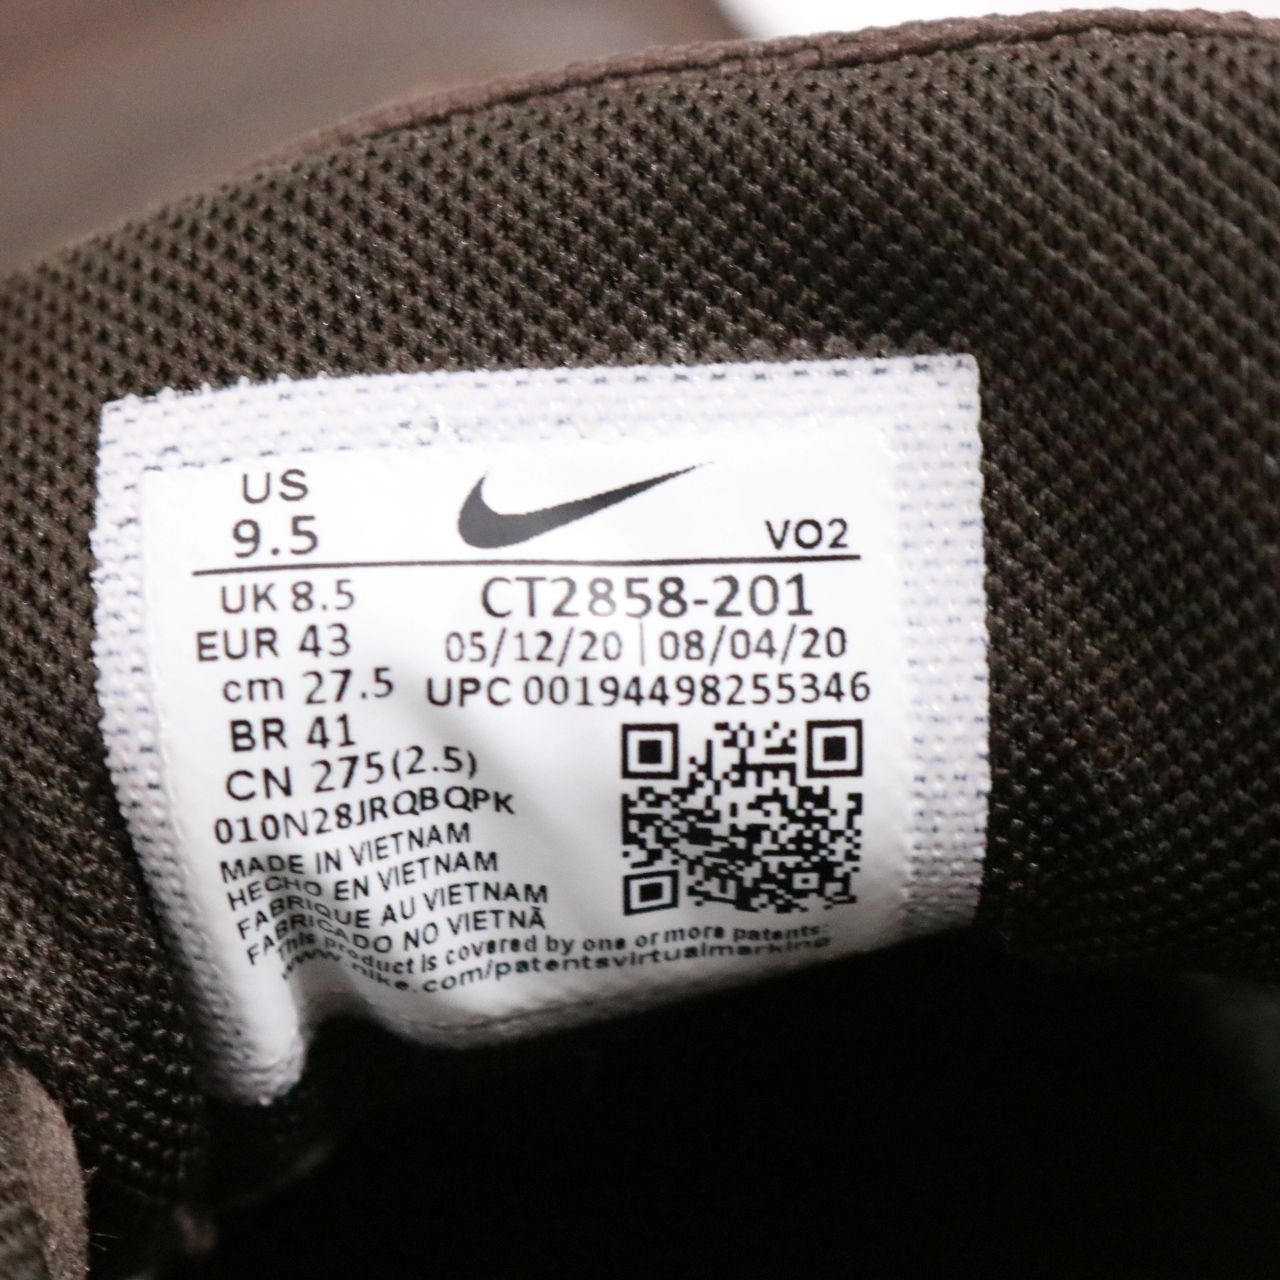 US
9.5
VO2
UK 8.5
CT2858-201
EUR 43
05/12/20 | 08/04/20
cm 27.5
UPC 00194498255346
BR 41
CN 275(2.5)
010N28JRQBQPK
MADE IN VIETNAM
HECHO EN VIETNAM
FABRIQUE AU VIETNAM
FABRICADO NO VIETNÃ
This product is covered by one or more patents:
www.nike.com/patentsvirtualmarking